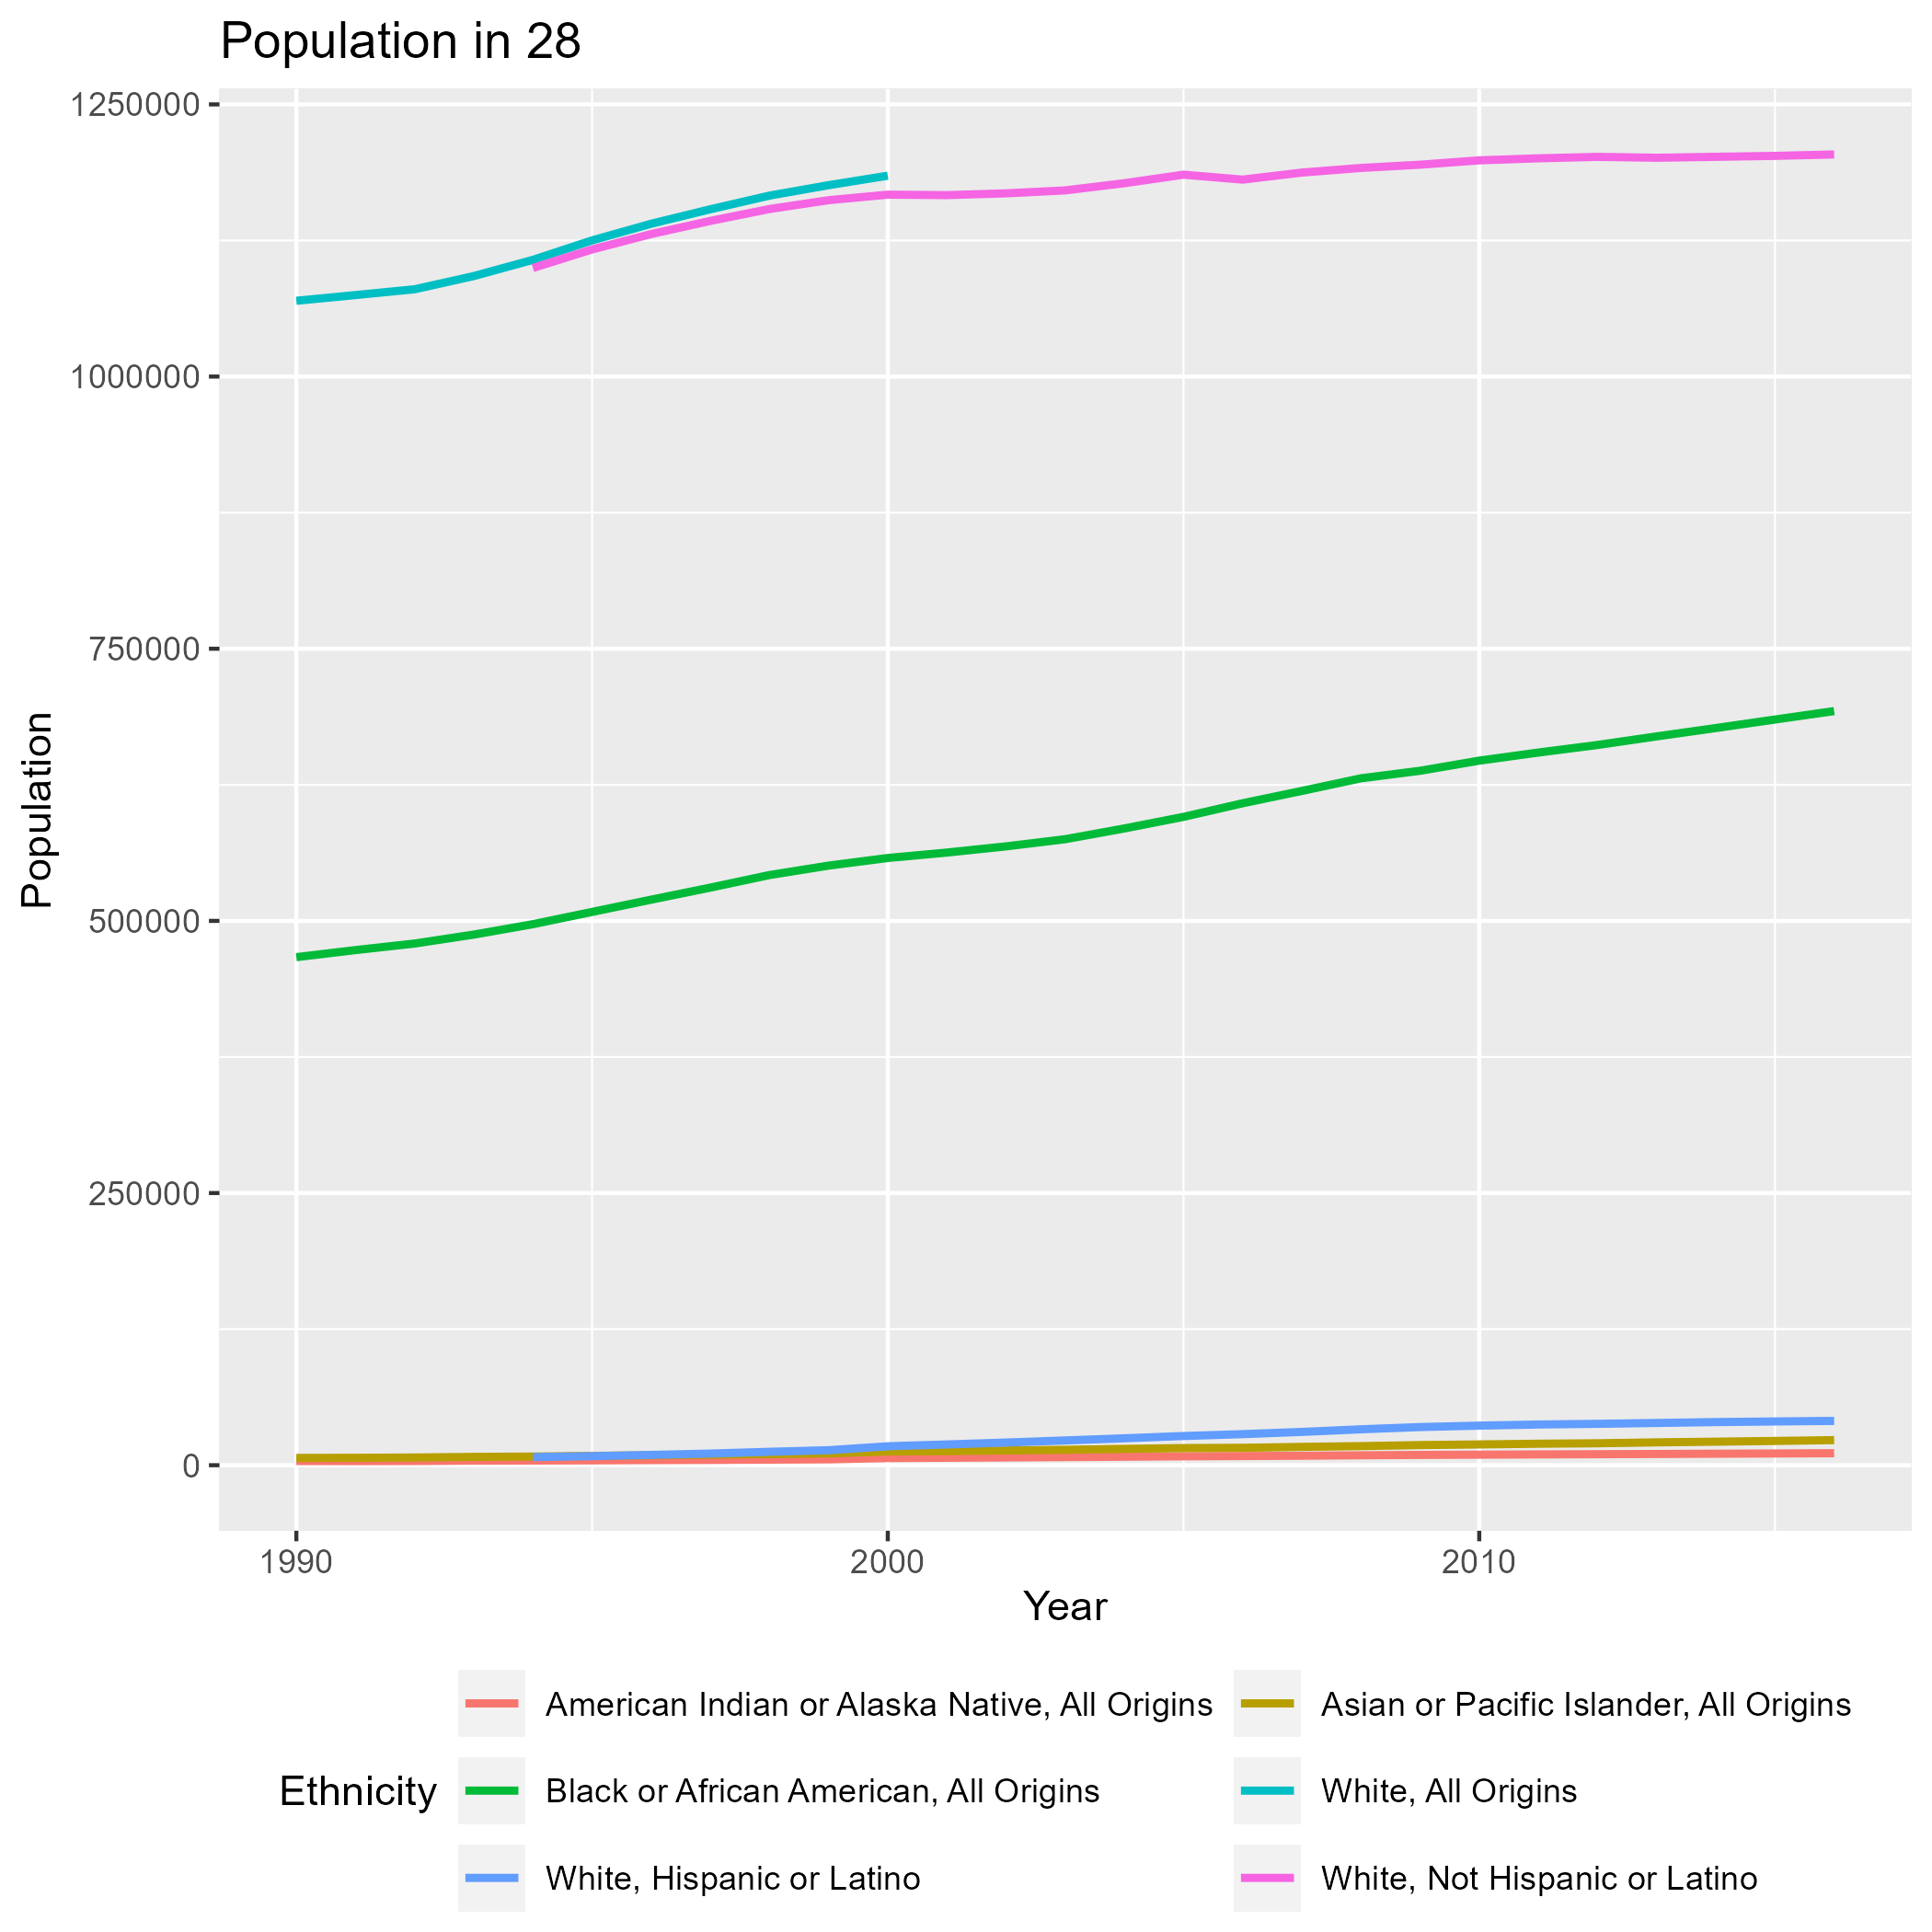 Population in 28
1250000
1000000
750000
500000
250000
0
Population
1990 2000 2010
Year
Ethnicity
American Indian or Alaska Native, All Origins
Asian or Pacific Islander, All Origins
Black or African American, All Origins
White, All Origins
White, Hispanic or Latino
White, Not Hispanic or Latino